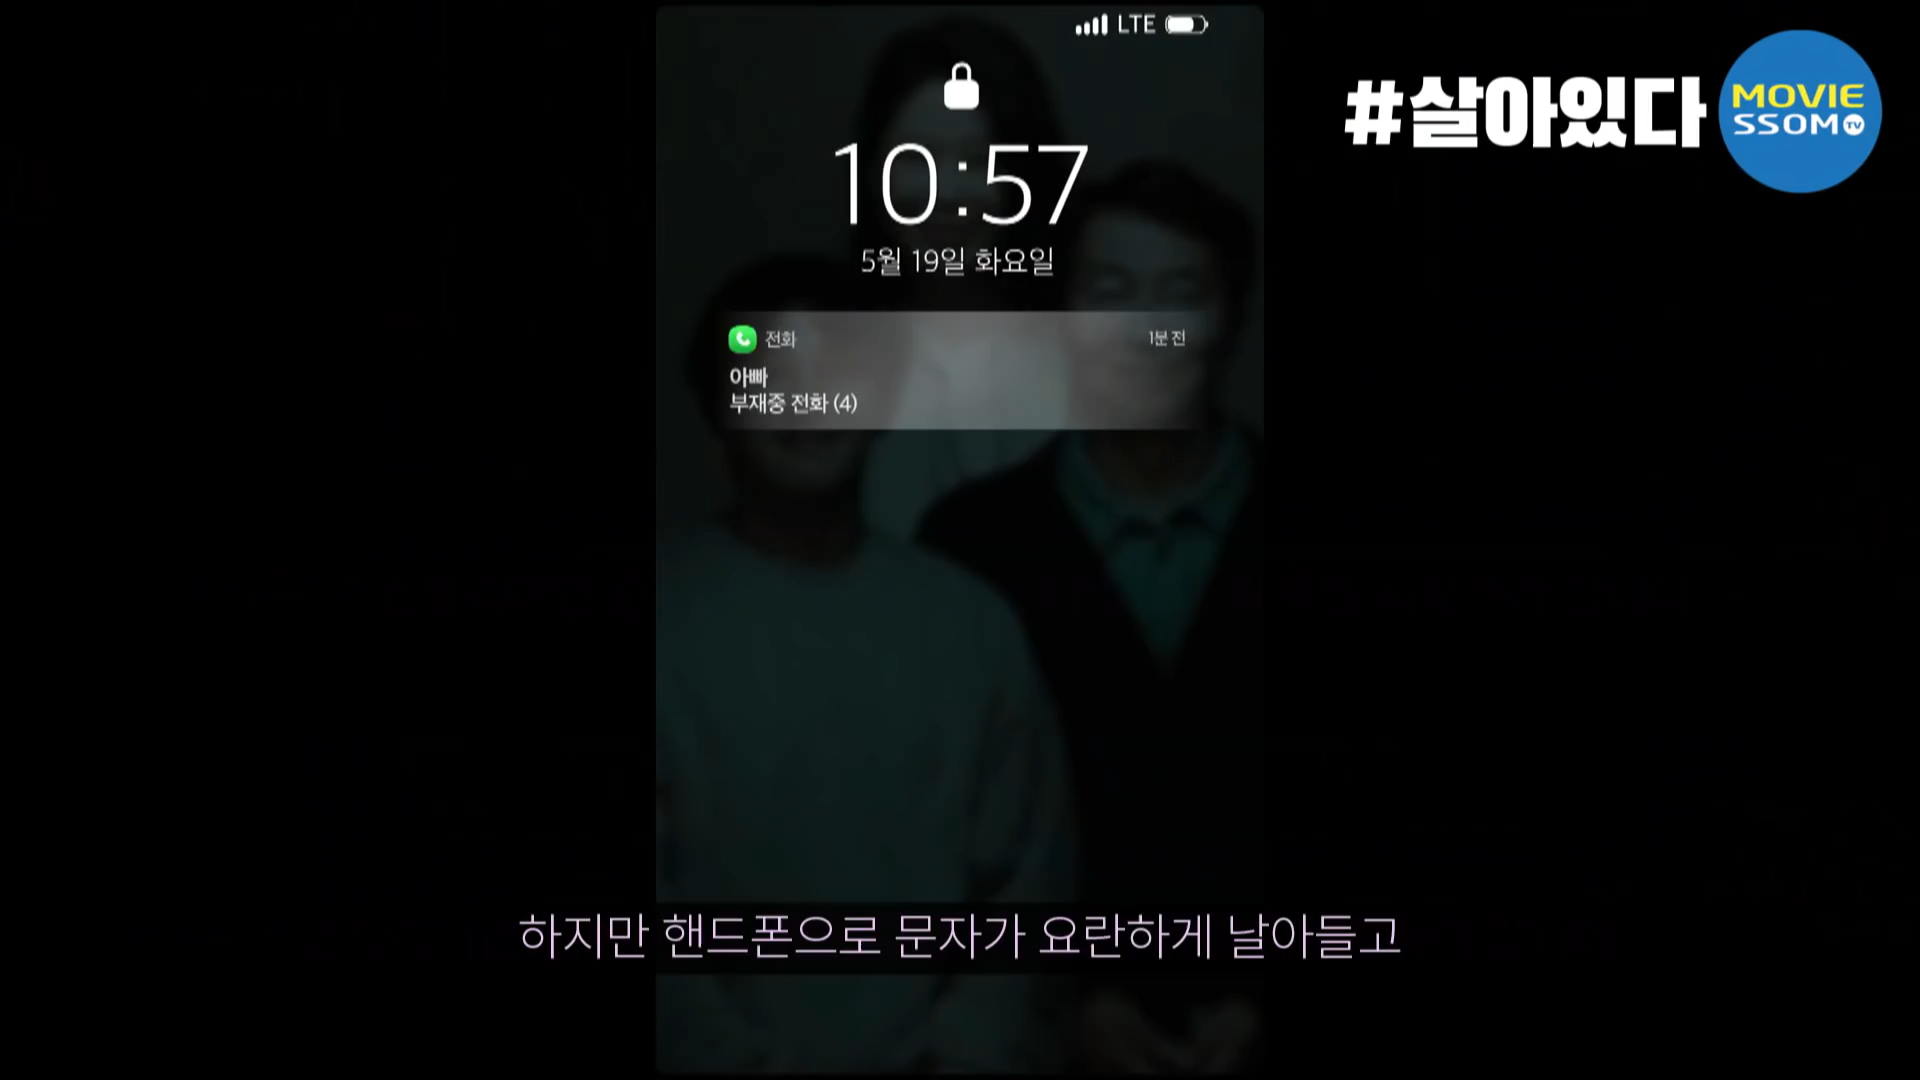 LTE
#살아있다
MOVIE
SSOM TV
10:57
5월 19일 화요일
전화
1분 전
아빠
부재중 전화 (4)
하지만 핸드폰으로 문자가 요란하게 날아들고